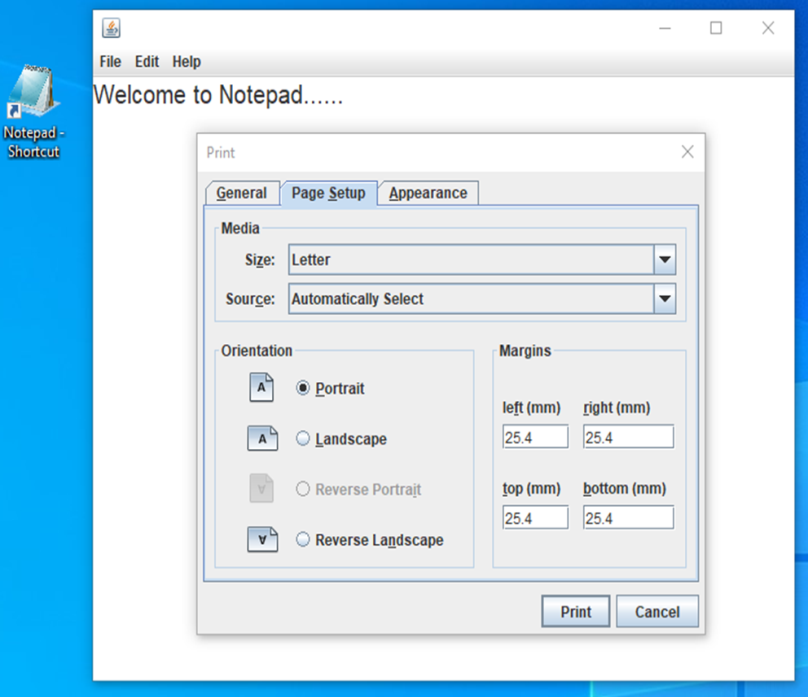 File Edit Help
Welcome to Notepad......
Notepad -
Shortcut
Print
General Page Setup Appearance
Media
Size: Letter
Source: Automatically Select
Orientation
A Portrait
A Landscape
Reverse Portrait
Reverse Landscape
Margins
left (mm) right (mm)
25.4 25.4
top (mm) bottom (mm)
25.4 25.4
Print Cancel